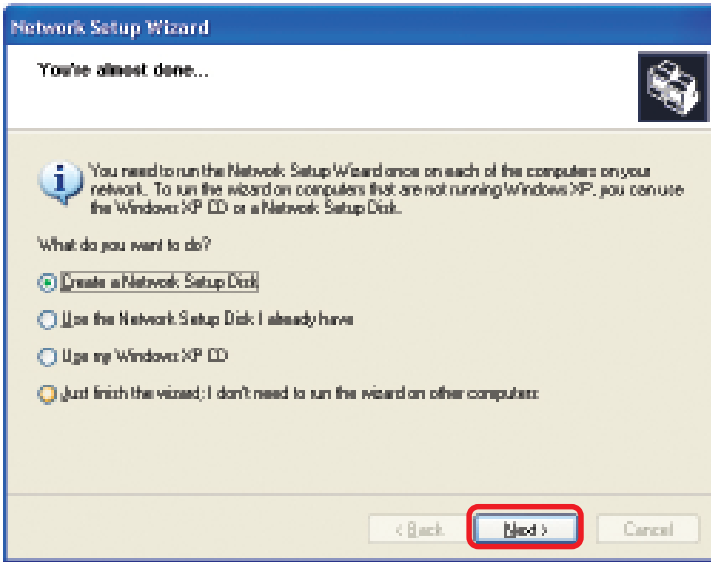 Network Setup Wizard
You're almost done...
You need to run the Network Setup Wizard once on each of the computers on your
network. To run the wizard on computers that are not running Windows XP, you can use
the Windows XP CD or a Network Setup Disk.
What do you want to do?
Create a Network Setup Disk
Use the Network Setup Disk I already have
Use my Windows XP CD
Just finish the wizard; I don't need to run the wizard on other computers
< Back
Next >
Cancel